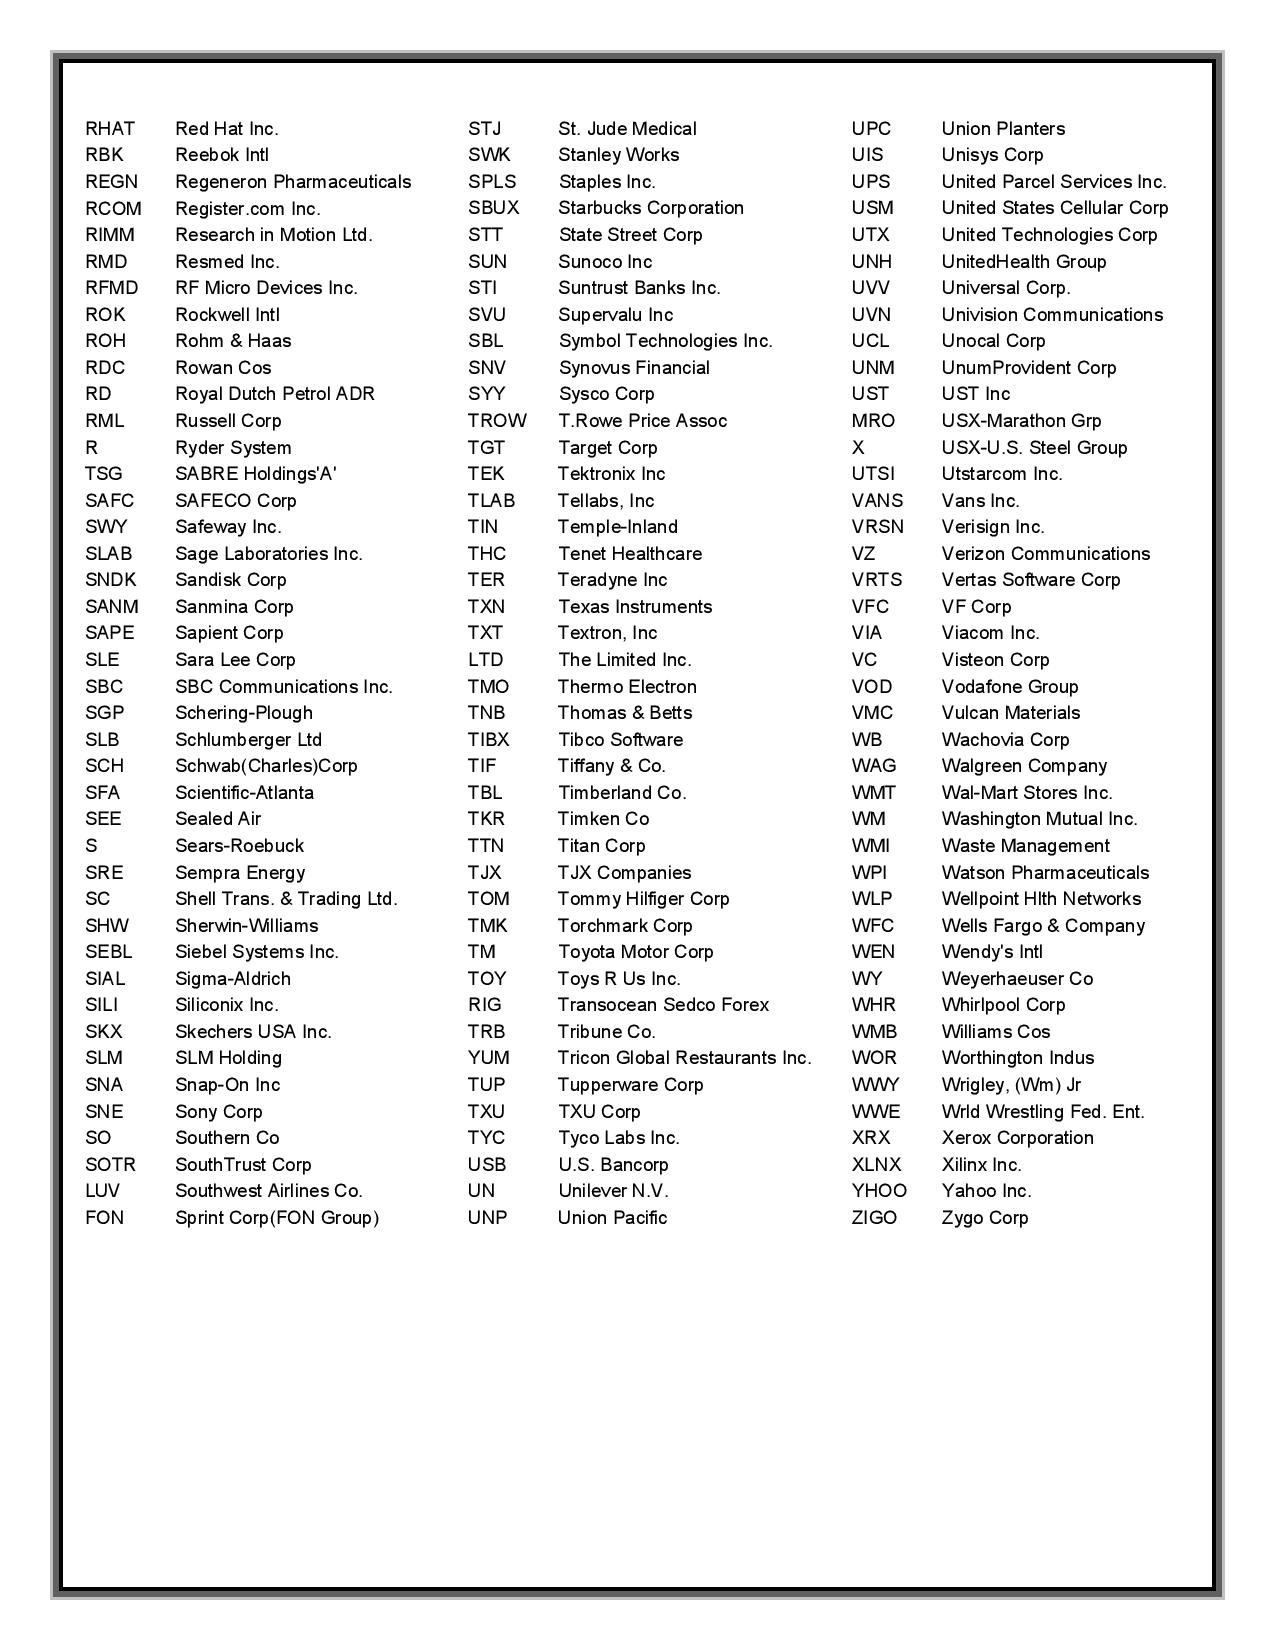 RHAT Red Hat Inc.
RBK Reebok Intl
REGN Regeneron Pharmaceuticals
RCOM Register.com Inc.
RIMM Research in Motion Ltd.
RMD Resmed Inc.
RFMD RF Micro Devices Inc.
ROK Rockwell Intl
ROH Rohm & Haas
RDC Rowan Cos
RD Royal Dutch Petrol ADR
RML Russell Corp
R Ryder System
TSG SABRE Holdings'A'
SAFC SAFECO Corp
SWY Safeway Inc.
SLAB Sage Laboratories Inc.
SNDK Sandisk Corp
SANM Sanmina Corp
SAPE Sapient Corp
SLE Sara Lee Corp
SBC SBC Communications Inc.
SGP Schering-Plough
SLB Schlumberger Ltd
SCH Schwab(Charles)Corp
SFA Scientific-Atlanta
SEE Sealed Air
S Sears-Roebuck
SRE Sempra Energy
SC Shell Trans. & Trading Ltd.
SHW Sherwin-Williams
SEBL Siebel Systems Inc.
SIAL Sigma-Aldrich
SILI Siliconix Inc.
SKX Skechers USA Inc.
SLM SLM Holding
SNA Snap-On Inc
SNE Sony Corp
SO Southern Co
SOTR SouthTrust Corp
LUV Southwest Airlines Co.
FON Sprint Corp(FON Group)
STJ St. Jude Medical
SWK Stanley Works
SPLS Staples Inc.
SBUX Starbucks Corporation
STT State Street Corp
SUN Sunoco Inc
STI Suntrust Banks Inc.
SVU Supervalu Inc
SBL Symbol Technologies Inc.
SNV Synovus Financial
SYY Sysco Corp
TROW T.Rowe Price Assoc
TGT Target Corp
TEK Tektronix Inc
TLAB Tellabs, Inc
TIN Temple-Inland
THC Tenet Healthcare
TER Teradyne Inc
TXN Texas Instruments
TXT Textron, Inc
LTD The Limited Inc.
TMO Thermo Electron
TNB Thomas & Betts
TIBX Tibco Software
TIF Tiffany & Co.
TBL Timberland Co.
TKR Timken Co
TTN Titan Corp
TJX TJX Companies
TOM Tommy Hilfiger Corp
TMK Torchmark Corp
TM Toyota Motor Corp
TOY Toys R Us Inc.
RIG Transocean Sedco Forex
TRB Tribune Co.
YUM Tricon Global Restaurants Inc.
TUP Tupperware Corp
TXU TXU Corp
TYC Tyco Labs Inc.
USB U.S. Bancorp
UN Unilever N.V.
UNP Union Pacific
UPC Union Planters
UIS Unisys Corp
UPS United Parcel Services Inc.
USM United States Cellular Corp
UTX United Technologies Corp
UNH UnitedHealth Group
UVV Universal Corp.
UVN Univision Communications
UCL Unocal Corp
UNM UnumProvident Corp
UST UST Inc
MRO USX-Marathon Grp
X USX-U.S. Steel Group
UTSI Utstarcom Inc.
VANS Vans Inc.
VRSN Verisign Inc.
VZ Verizon Communications
VRTS Vertas Software Corp
VFC VF Corp
VIA Viacom Inc.
VC Visteon Corp
VOD Vodafone Group
VMC Vulcan Materials
WB Wachovia Corp
WAG Walgreen Company
WMT Wal-Mart Stores Inc.
WM Washington Mutual Inc.
WMI Waste Management
WPI Watson Pharmaceuticals
WLP Wellpoint Hlth Networks
WFC Wells Fargo & Company
WEN Wendy's Intl
WY Weyerhaeuser Co
WHR Whirlpool Corp
WMB Williams Cos
WOR Worthington Indus
WWY Wrigley, (Wm) Jr
WWE Wrld Wrestling Fed. Ent.
XRX Xerox Corporation
XLNX Xilinx Inc.
YHOO Yahoo Inc.
ZIGO Zygo Corp